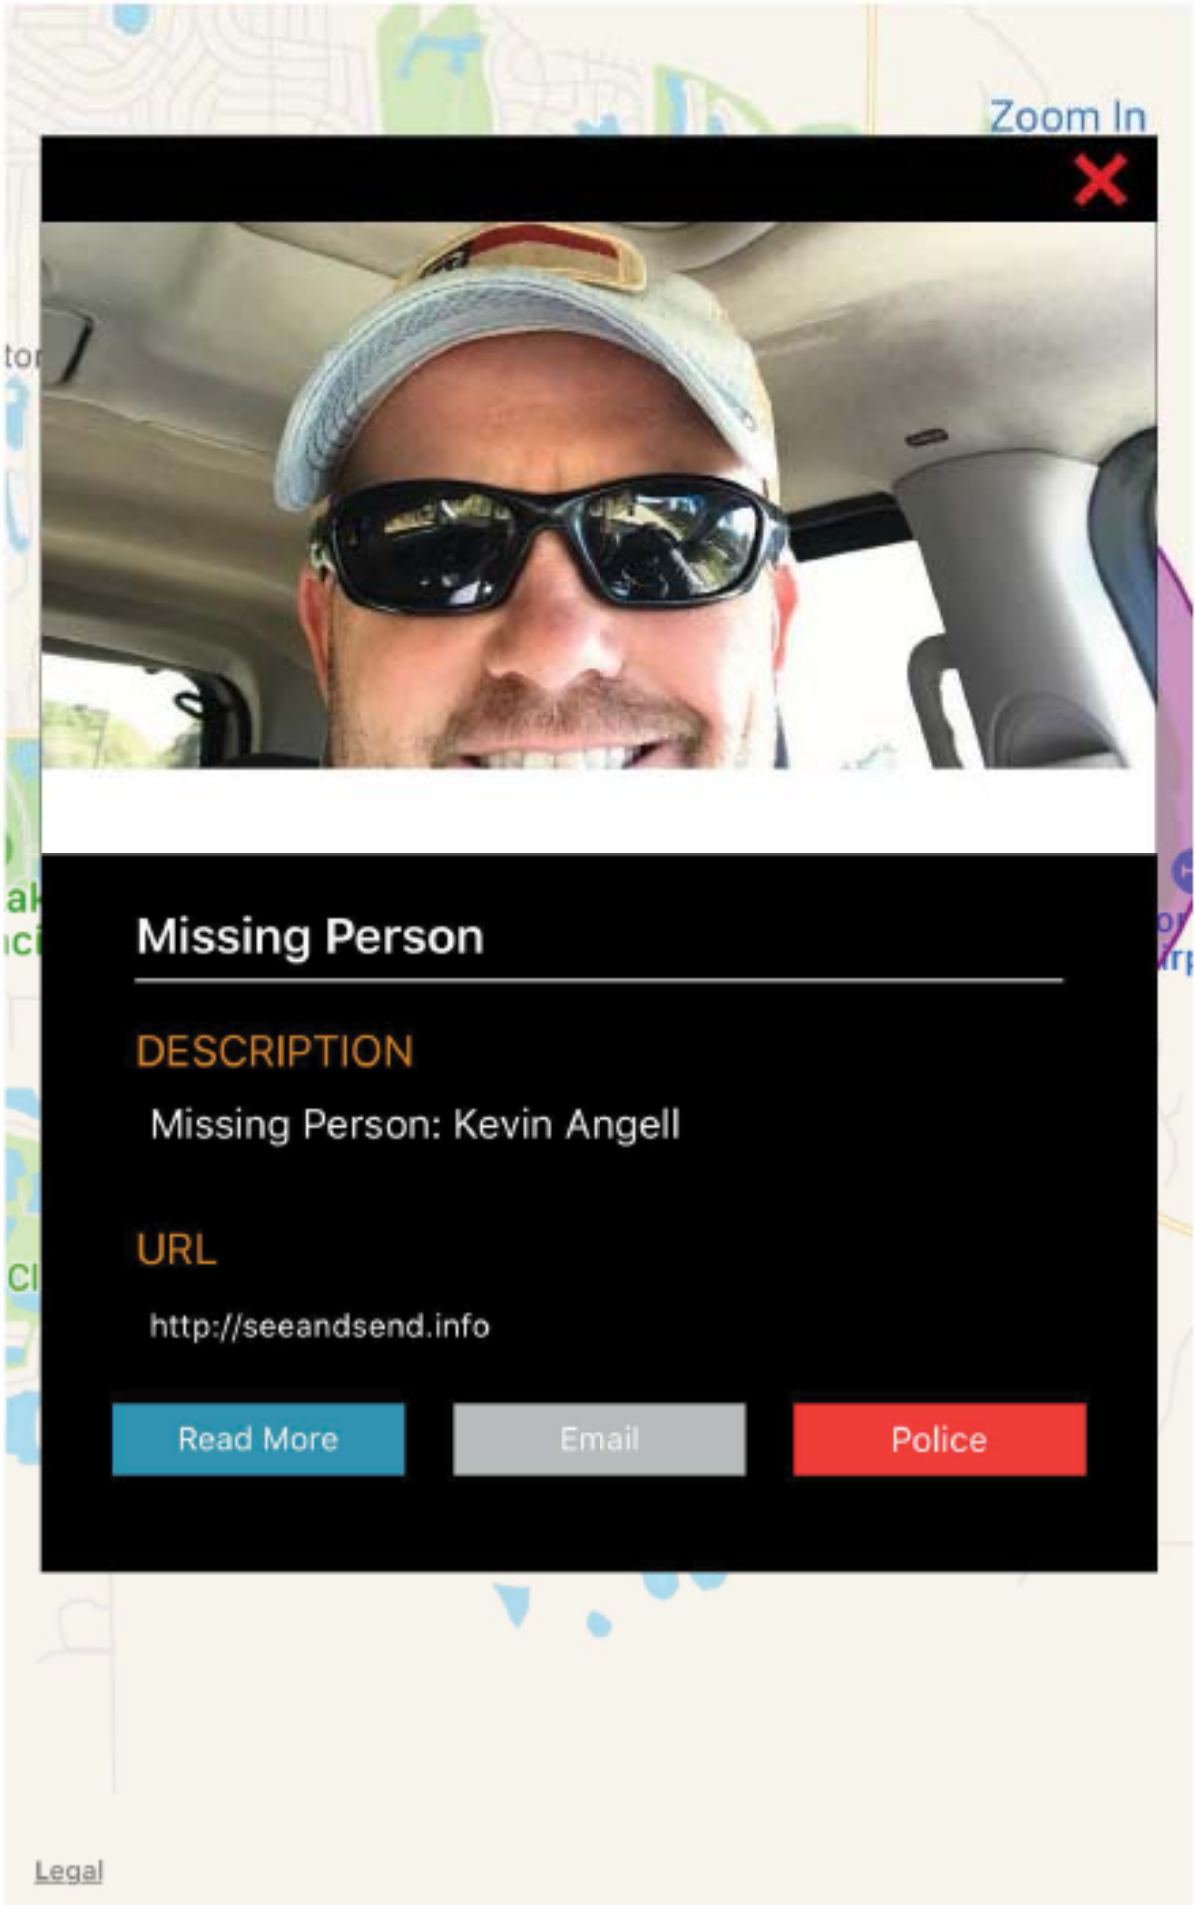 Zoom In
Missing Person
DESCRIPTION
Missing Person: Kevin Angell
URL
http://seeandsend.info
Read More
Email
Police
Legal